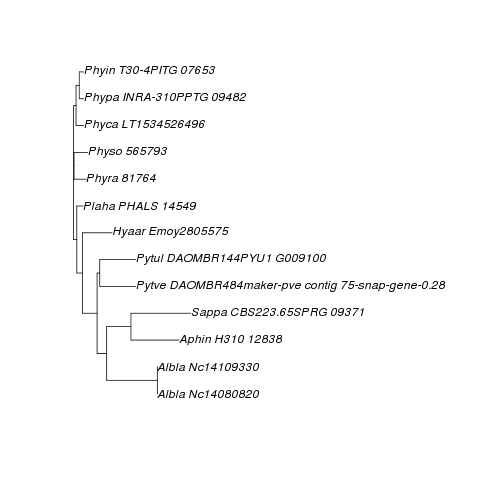 Phyin T30-4PITG 07653
Phypa INRA-310PPTG 09482
Phyca LT1534526496
Physo 565793
Phyra 81764
Plaha PHALS 14549
Hyaar Emoy2805575
Pytul DAOMBR144PYU1 G009100
Pytve DAOMBR484maker-pve contig 75-snap-gene-0.28
Sappa CBS223.65SPRG 09371
Aphin H310 12838
Albla Nc14109330
Albla Nc14080820